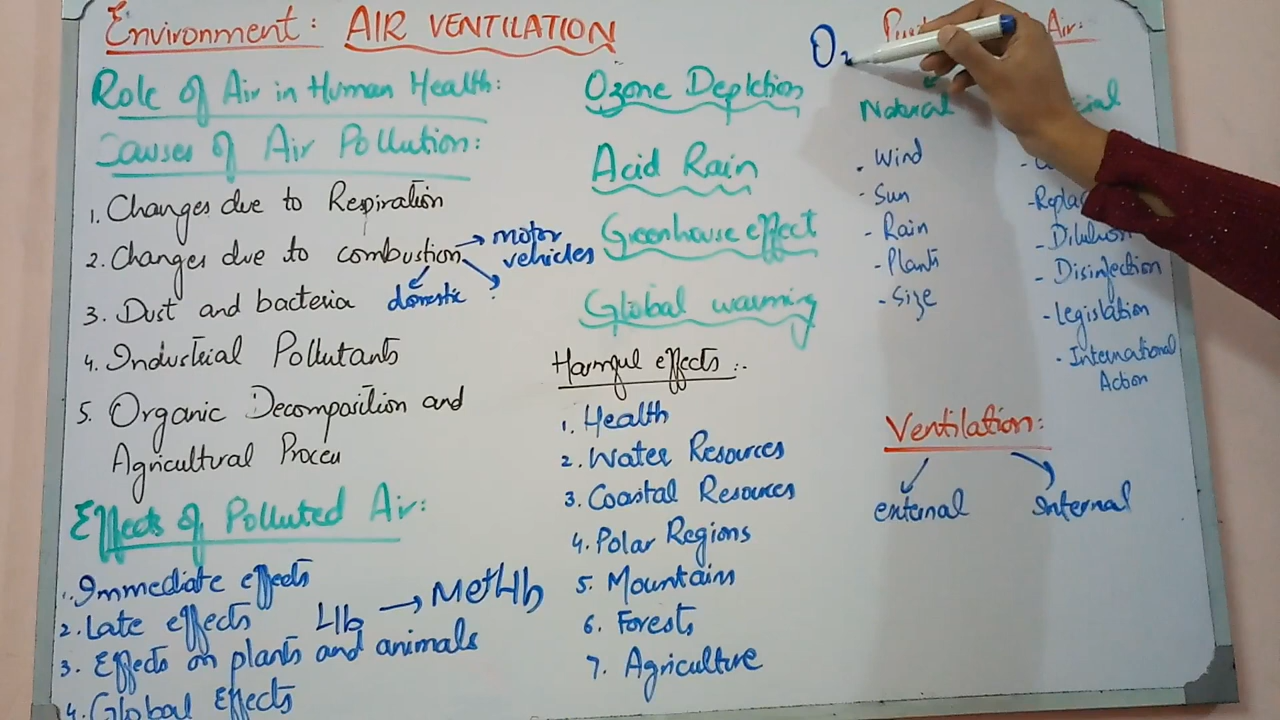 Environment: AIR VENTILATION
Role of Air in Human Health:
Causes of Air Pollution:
1. Changes due to Respiration
2. Changes due to combustion → motor vehicles
domestic ?
3. Dust and bacteria
4. Industrial Pollutants
5. Organic Decomposition and
Agricultural Process
Effects of Polluted Air:
1. Immediate effects
2. Late effects
Hb → MetHb
3. Effects on plants and animals
4. Global Effects
Ozone Depletion
Acid Rain
Greenhouse effect
Global warming
Harmful effects :-
1. Health
2. Water Resources
3. Coastal Resources
4. Polar Regions
5. Mountains
6. Forests
7. Agriculture
O2
Air:
Natural
. Wind
- Sun
- Rain
- Plants
- Size
- Dilution
- Disinfection
- Legislation
- International
Action
Ventilation:
external
Internal